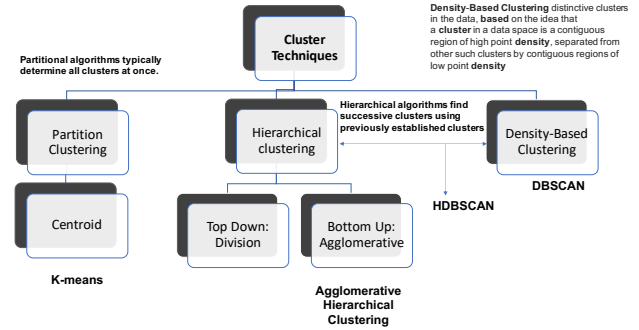 Cluster
Techniques
Density-Based Clustering distinctive clusters
in the data, based on the idea that
a cluster in a data space is a contiguous
region of high point density, separated from
other such clusters by contiguous regions of
low point density
Partitional algorithms typically
determine all clusters at once.
Hierarchical algorithms find
successive clusters using
previously established clusters
Partition
Clustering
Hierarchical
clustering
Density-Based
Clustering
DBSCAN
HDBSCAN
Centroid
Top Down:
Division
Bottom Up:
Agglomerative
K-means
Agglomerative
Hierarchical
Clustering